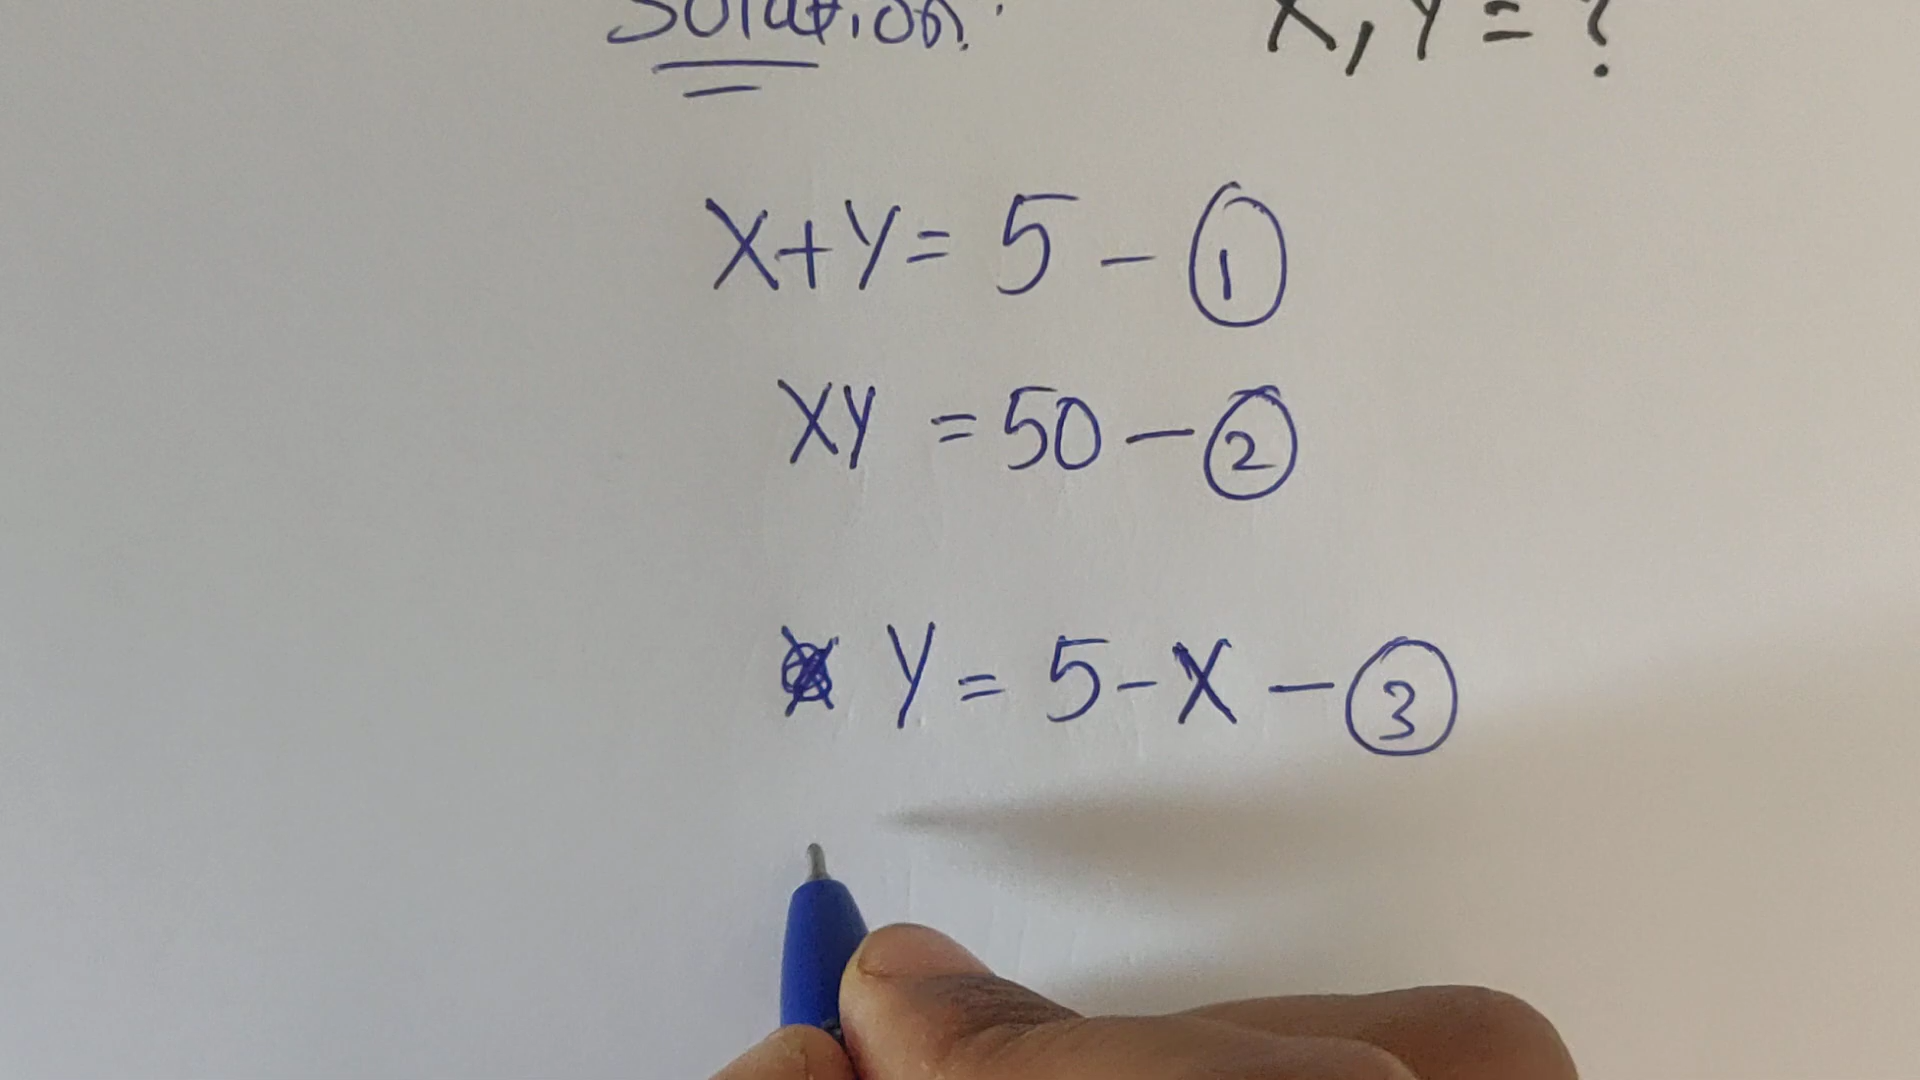 Solution.
X, Y = ?
X+Y= 5 - ①
XY = 50 - ②
Y = 5-X - ③